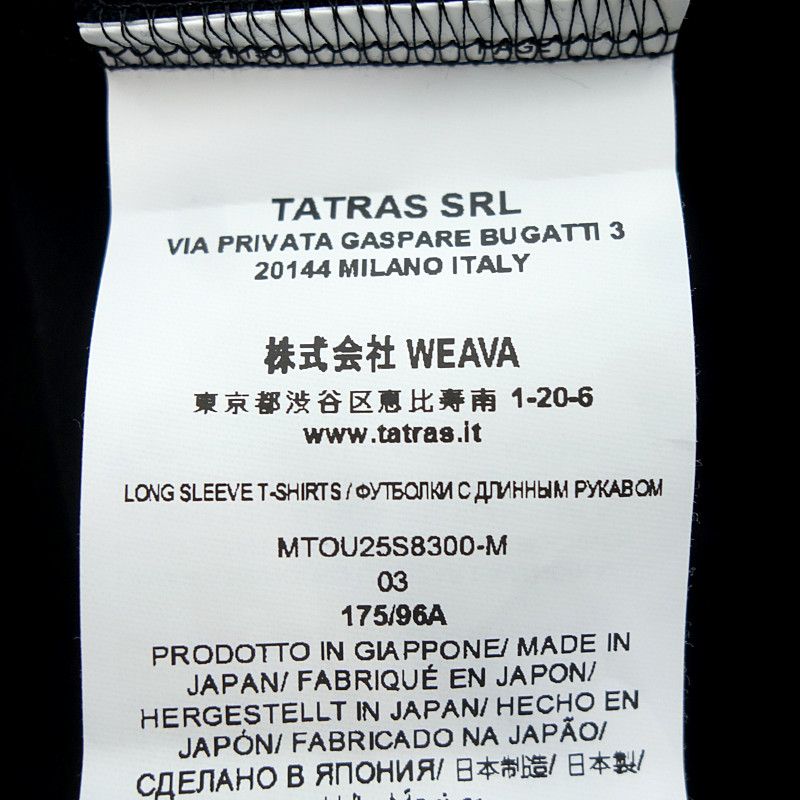 TATRAS SRL
VIA PRIVATA GASPARE BUGATTI 3
20144 MILANO ITALY
株式会社 WEAVA
東京都渋谷区恵比寿南 1-20-6
www.tatras.it
LONG SLEEVE T-SHIRTS / ФУТБОЛКИ С ДЛИННЫМ РУКАВОМ
MTOU25S8300-M
03
175/96A
PRODOTTO IN GIAPPONE/ MADE IN
JAPAN/ FABRIQUÉ EN JAPON/
HERGESTELLT IN JAPAN/ HECHO EN
JAPÓN/ FABRICADO NA JAPÃO/
СДЕЛАНО В ЯПОНИЯ/ 日本制造/ 日本製/